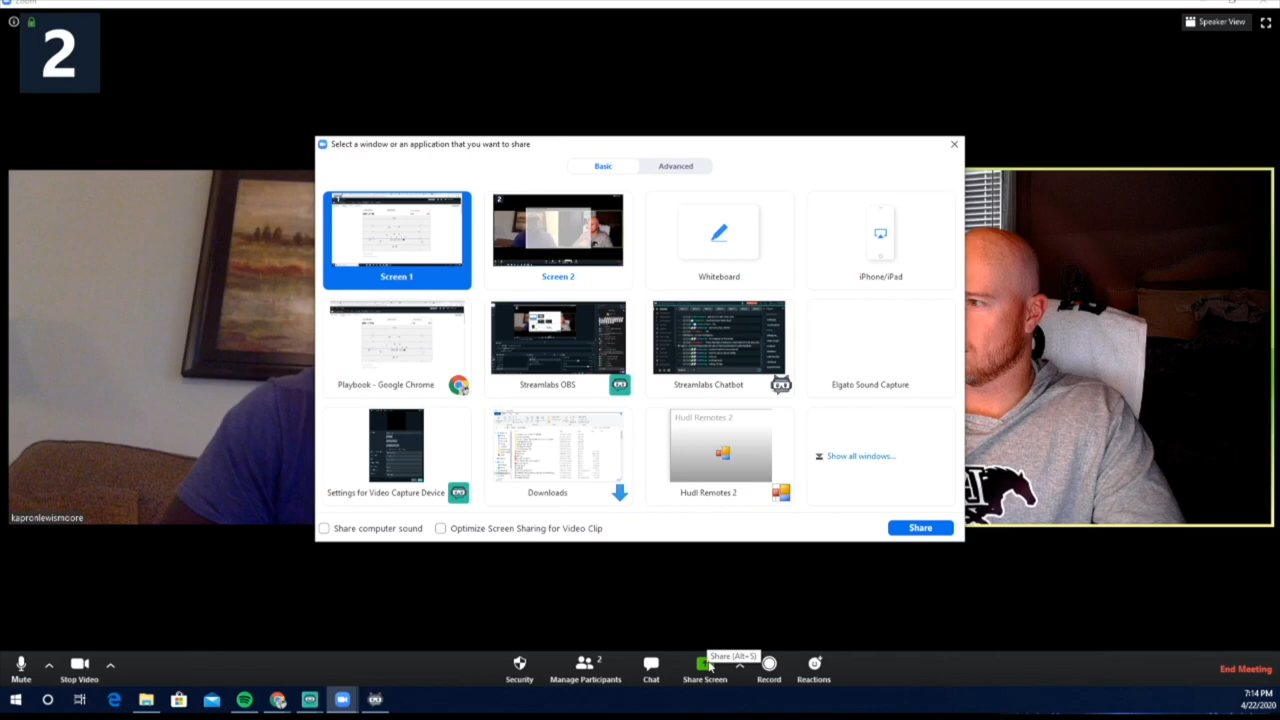 Zoom
Speaker View
2
Select a window or an application that you want to share
Basic
Advanced
Screen 1
Screen 2
Whiteboard
iPhone/iPad
Playbook - Google Chrome
Streamlabs OBS
Streamlabs Chatbot
Elgato Sound Capture
Hudl Remotes 2
Show all windows...
Settings for Video Capture Device
Downloads
Hudl Remotes 2
kapronlewismoore
Share computer sound
Optimize Screen Sharing for Video Clip
Share
Share (Alt+S)
2
Mute
Stop Video
Security
Manage Participants
Chat
Share Screen
Record
Reactions
End Meeting
7:14 PM
4/22/2020